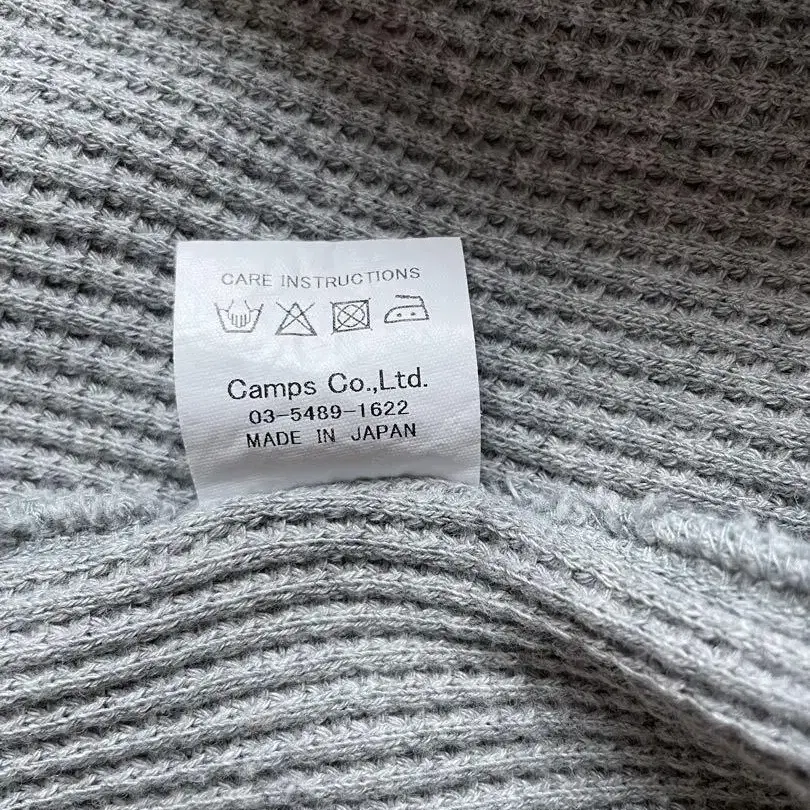 CARE INSTRUCTIONS
Camps Co.,Ltd.
03-5489-1622
MADE IN JAPAN